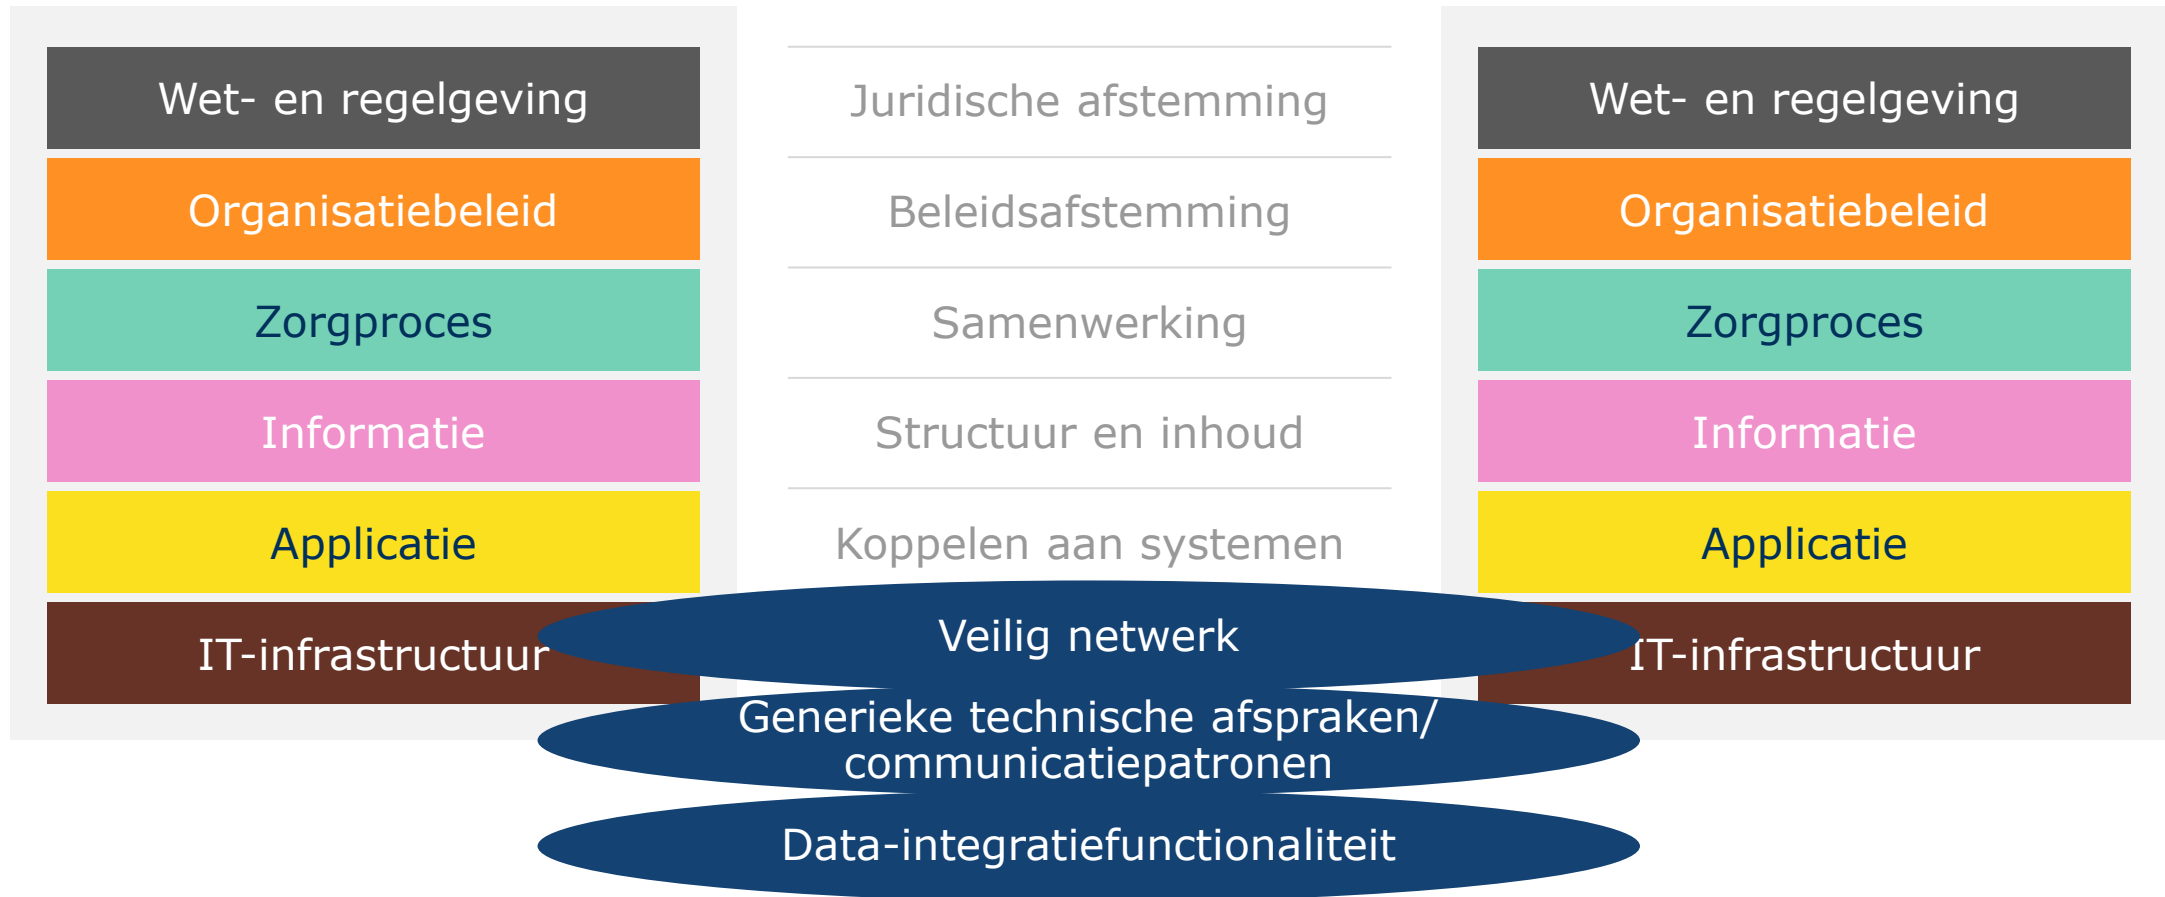 Wet- en regelgeving
Juridische afstemming
Wet- en regelgeving
Organisatiebeleid
Beleidsafstemming
Organisatiebeleid
Zorgproces
Samenwerking
Zorgproces
Informatie
Structuur en inhoud
Informatie
Applicatie
Koppelen aan systemen
Applicatie
IT-infrastructuur
Veilig netwerk
IT-infrastructuur
Generieke technische afspraken/
communicatiepatronen
Data-integratiefunctionaliteit